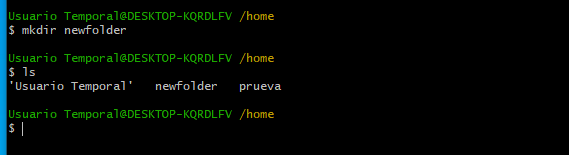 Usuario Temporal@DESKTOP-KQRDLFV /home
$ mkdir newfolder
Usuario Temporal@DESKTOP-KQRDLFV /home
$ ls
'Usuario Temporal'   newfolder   prueva
Usuario Temporal@DESKTOP-KQRDLFV /home
$